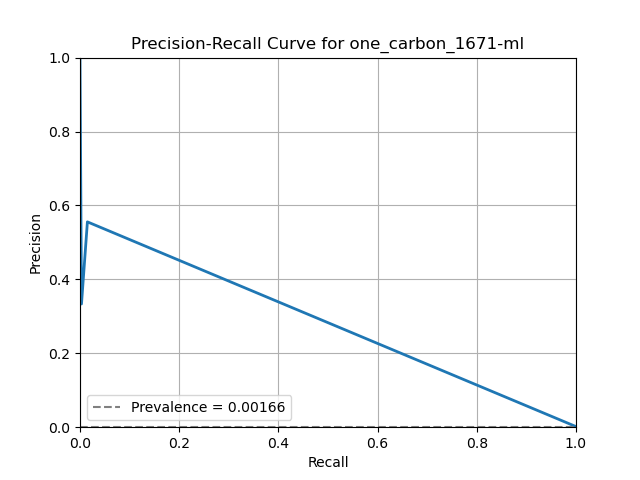 Precision-Recall Curve for one_carbon_1671-ml
1.0
0.8
0.6
0.4
0.2
0.0
Precision
Prevalence = 0.00166
0.0 0.2 0.4 0.6 0.8 1.0
Recall